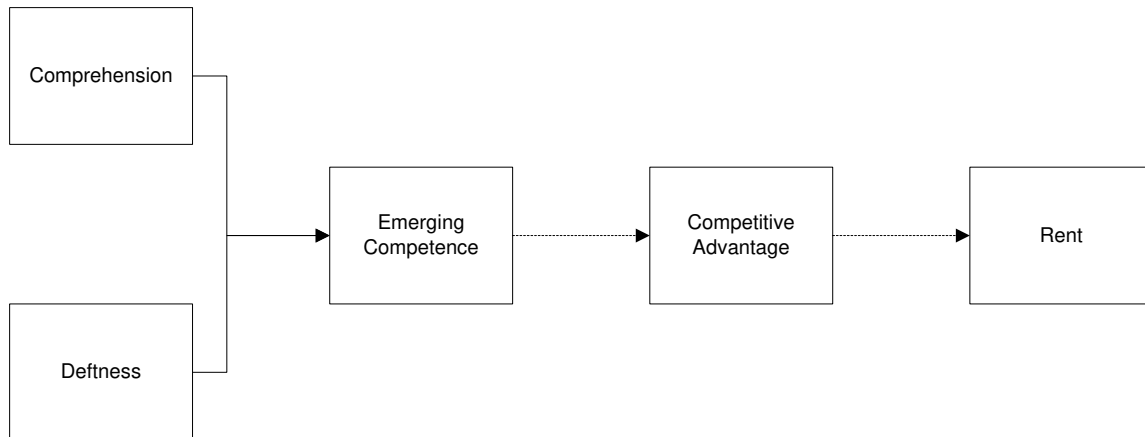 Comprehension
Emerging
Competence
Competitive
Advantage
Rent
Deftness